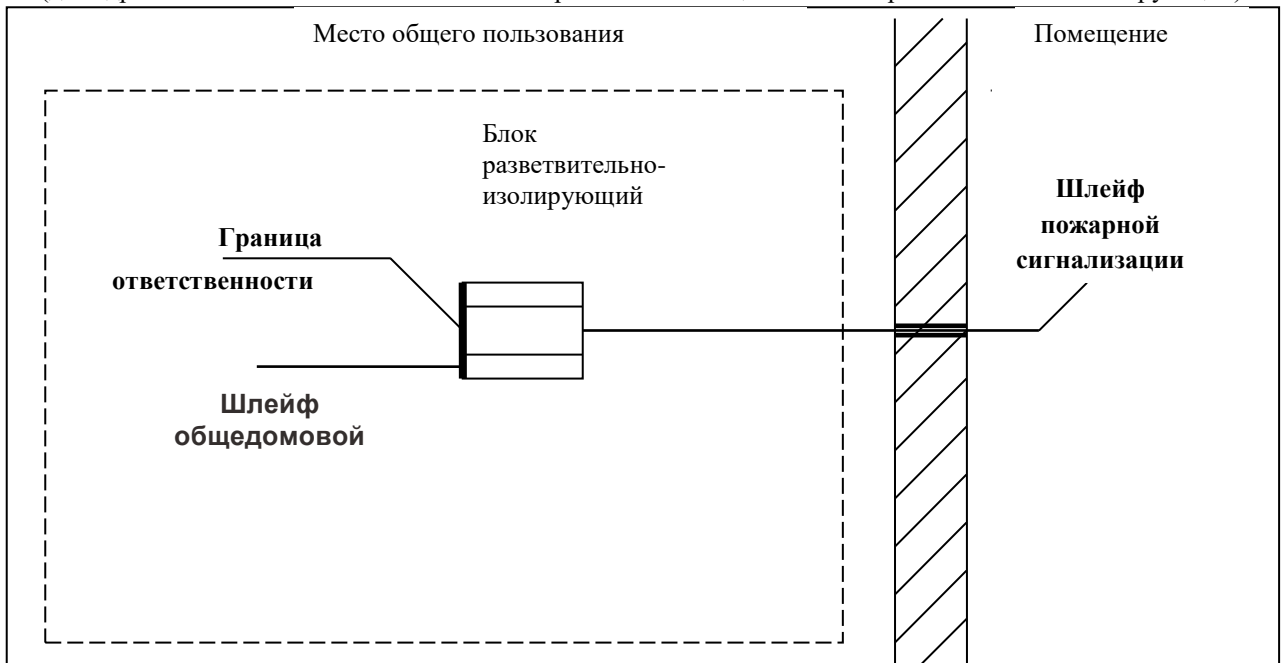 Место общего пользования
Помещение
Блок
разветвительно-
изолирующий
Граница
ответственности
Шлейф
пожарной
сигнализации
Шлейф
общедомовой